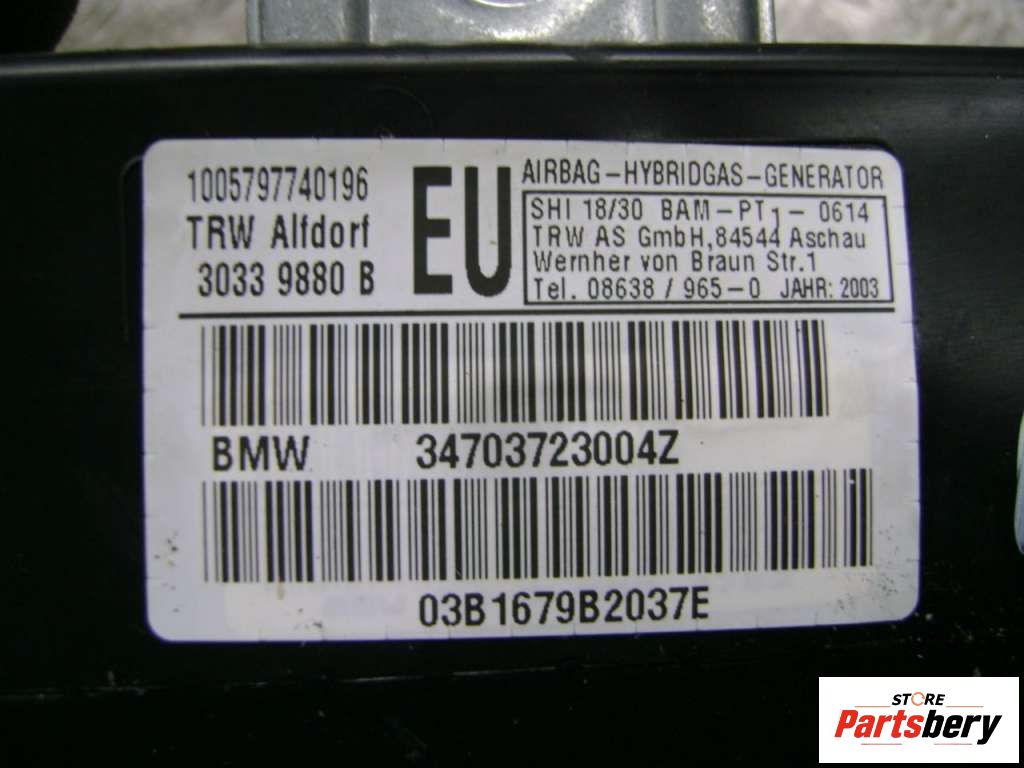 1005797740196
TRW Alfdorf
3033 9880 B
EU
AIRBAG-HYBRIDGAS-GENERATOR
SHI 18/30 BAM-PT1-0614
TRW AS GmbH,84544 Aschau
Wernher von Braun Str.1
Tel. 08638 / 965-0 JAHR: 2003
BMW 34703723004Z
03B1679B2037E
STORE
Partsbery